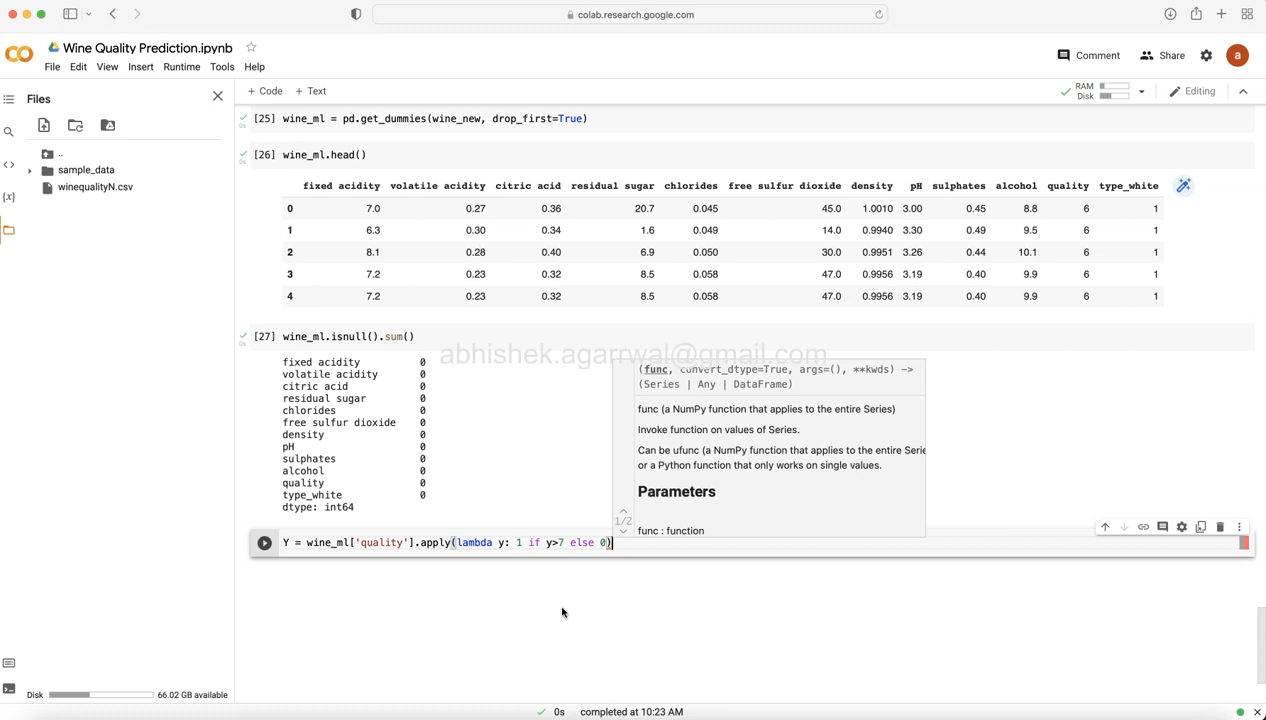 colab.research.google.com
Wine Quality Prediction.ipynb
File Edit View Insert Runtime Tools Help
Comment
Share
a
Files
+ Code + Text
RAM
Disk
Editing
..
sample_data
winequalityN.csv
{x}
[25] wine_ml = pd.get_dummies(wine_new, drop_first=True)
0s
[26] wine_ml.head()
0s
fixed acidity volatile acidity citric acid residual sugar chlorides free sulfur dioxide density pH sulphates alcohol quality type_white
0 7.0 0.27 0.36 20.7 0.045 45.0 1.0010 3.00 0.45 8.8 6 1
1 6.3 0.30 0.34 1.6 0.049 14.0 0.9940 3.30 0.49 9.5 6 1
2 8.1 0.28 0.40 6.9 0.050 30.0 0.9951 3.26 0.44 10.1 6 1
3 7.2 0.23 0.32 8.5 0.058 47.0 0.9956 3.19 0.40 9.9 6 1
4 7.2 0.23 0.32 8.5 0.058 47.0 0.9956 3.19 0.40 9.9 6 1
[27] wine_ml.isnull().sum()
0s
abhishek.agarrwal@gmail.com
fixed acidity 0
volatile acidity 0
citric acid 0
residual sugar 0
chlorides 0
free sulfur dioxide 0
density 0
pH 0
sulphates 0
alcohol 0
quality 0
type_white 0
dtype: int64
(func, convert_dtype=True, args=(), **kwds) ->
(Series | Any | DataFrame)
func (a NumPy function that applies to the entire Series)
Invoke function on values of Series.
Can be ufunc (a NumPy function that applies to the entire Serie
or a Python function that only works on single values.
Parameters
1/2
func : function
Y = wine_ml['quality'].apply(lambda y: 1 if y>7 else 0)
Disk 66.02 GB available
0s completed at 10:23 AM